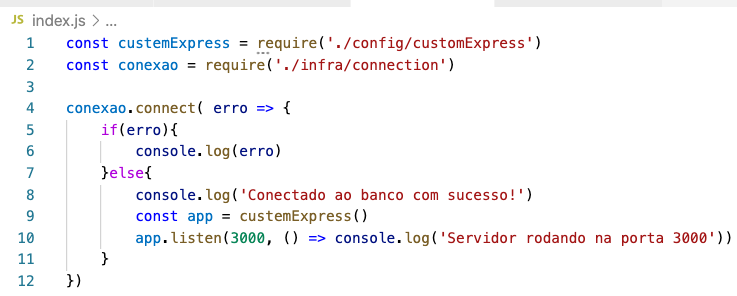 JS index.js > ...
1 const custemExpress = require('./config/customExpress')
2 const conexao = require('./infra/connection')
3
4 conexao.connect( erro => {
5     if(erro){
6         console.log(erro)
7     }else{
8         console.log('Conectado ao banco com sucesso!')
9         const app = custemExpress()
10         app.listen(3000, () => console.log('Servidor rodando na porta 3000'))
11     }
12 })